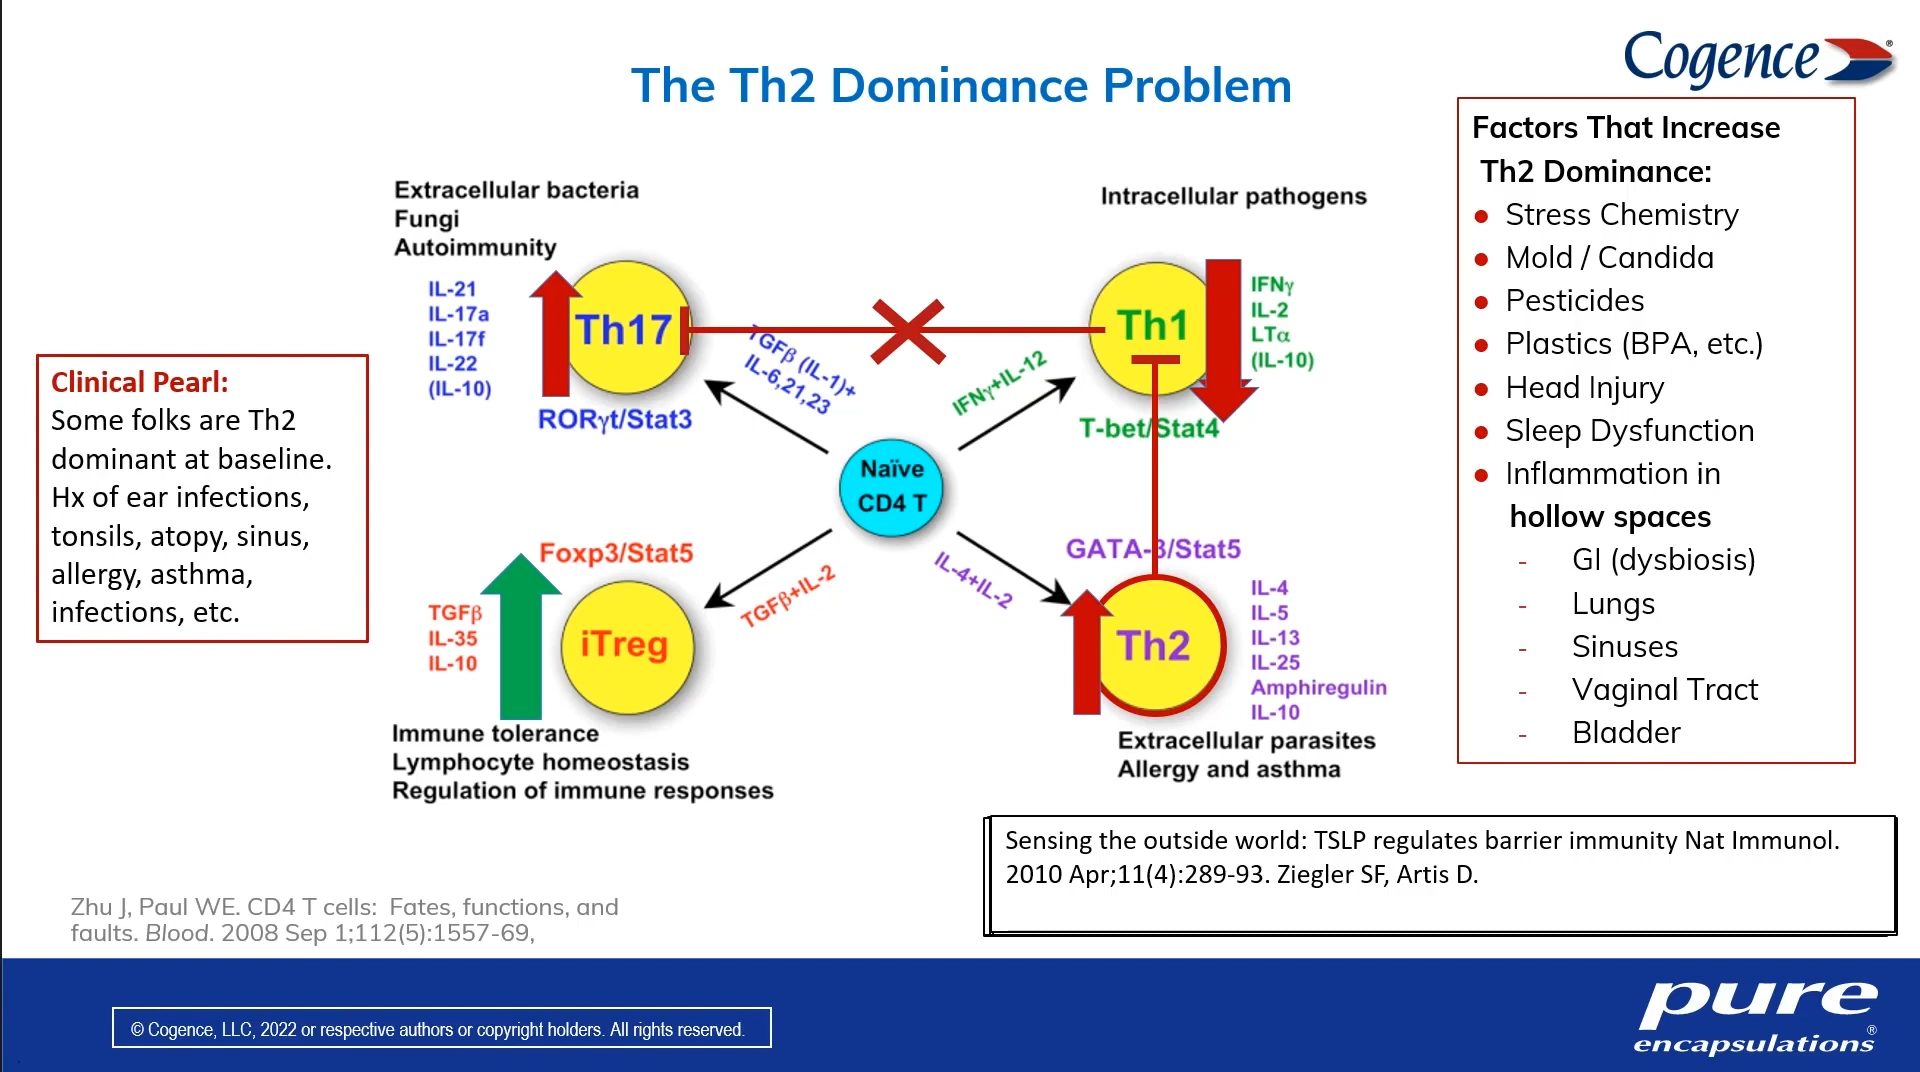 Cogence®
The Th2 Dominance Problem
Factors That Increase
Th2 Dominance:
● Stress Chemistry
● Mold / Candida
● Pesticides
● Plastics (BPA, etc.)
● Head Injury
● Sleep Dysfunction
● Inflammation in
hollow spaces
- GI (dysbiosis)
- Lungs
- Sinuses
- Vaginal Tract
- Bladder
Clinical Pearl:
Some folks are Th2
dominant at baseline.
Hx of ear infections,
tonsils, atopy, sinus,
allergy, asthma,
infections, etc.
Extracellular bacteria
Fungi
Autoimmunity
IL-21
IL-17a
IL-17f
IL-22
(IL-10)
Th17
RORγt/Stat3
TGFβ (IL-1)+
IL-6,21,23
Intracellular pathogens
Th1
IFNγ
IL-2
LTα
(IL-10)
IFNγ+IL-12
T-bet/Stat4
Naïve
CD4 T
Foxp3/Stat5
TGFβ
IL-35
IL-10
iTreg
TGFβ+IL-2
Immune tolerance
Lymphocyte homeostasis
Regulation of immune responses
IL-4+IL-2
GATA-3/Stat5
Th2
IL-4
IL-5
IL-13
IL-25
Amphiregulin
IL-10
Extracellular parasites
Allergy and asthma
Sensing the outside world: TSLP regulates barrier immunity Nat Immunol.
2010 Apr;11(4):289-93. Ziegler SF, Artis D.
Zhu J, Paul WE. CD4 T cells: Fates, functions, and
faults. Blood. 2008 Sep 1;112(5):1557-69,
© Cogence, LLC, 2022 or respective authors or copyright holders. All rights reserved.
pure
encapsulations®